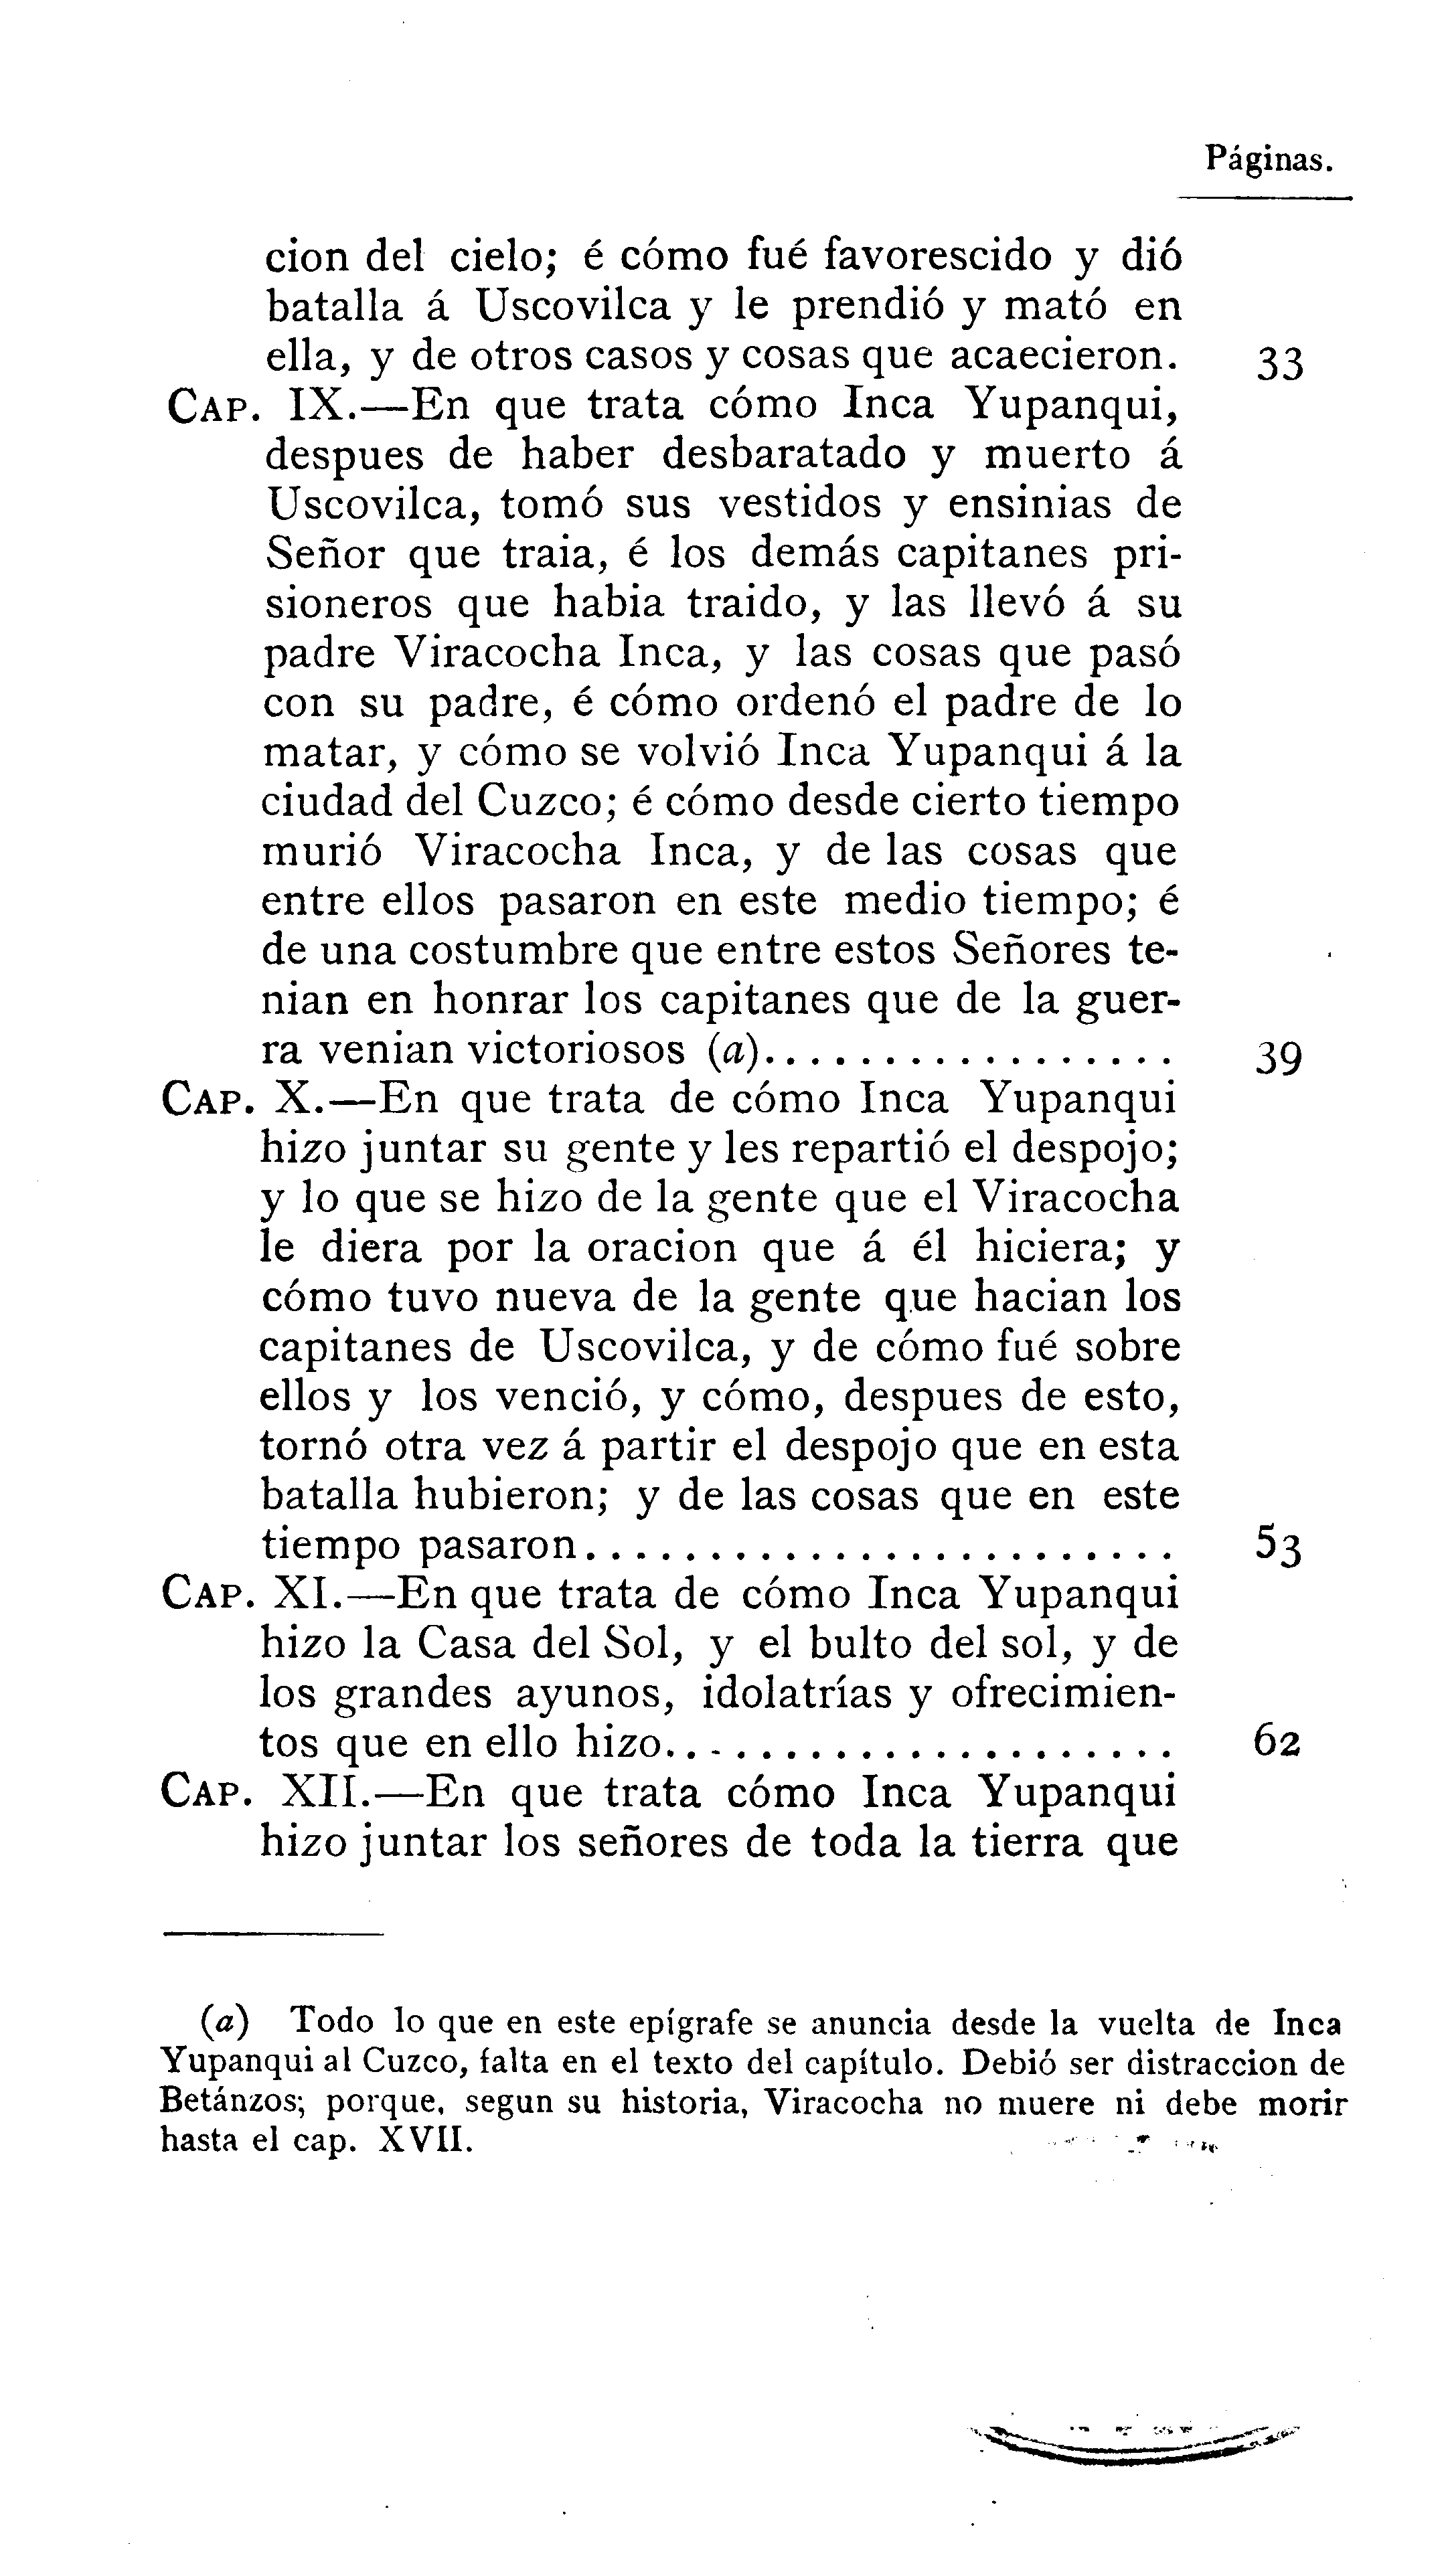 Páginas.
cion del cielo; é cómo fué favorescido y dió
batalla á Uscovilca y le prendió y mató en
ella, y de otros casos y cosas que acaecieron. 33
CAP. IX.—En que trata cómo Inca Yupanqui,
despues de haber desbaratado y muerto á
Uscovilca, tomó sus vestidos y ensinias de
Señor que traia, é los demás capitanes pri-
sioneros que habia traido, y las llevó á su
padre Viracocha Inca, y las cosas que pasó
con su padre, é cómo ordenó el padre de lo
matar, y cómo se volvió Inca Yupanqui á la
ciudad del Cuzco; é cómo desde cierto tiempo
murió Viracocha Inca, y de las cosas que
entre ellos pasaron en este medio tiempo; é
de una costumbre que entre estos Señores te-
nian en honrar los capitanes que de la guer-
ra venian victoriosos (a)................. 39
CAP. X.—En que trata de cómo Inca Yupanqui
hizo juntar su gente y les repartió el despojo;
y lo que se hizo de la gente que el Viracocha
le diera por la oracion que á él hiciera; y
cómo tuvo nueva de la gente que hacian los
capitanes de Uscovilca, y de cómo fué sobre
ellos y los venció, y cómo, despues de esto,
tornó otra vez á partir el despojo que en esta
batalla hubieron; y de las cosas que en este
tiempo pasaron........................ 53
CAP. XI.—En que trata de cómo Inca Yupanqui
hizo la Casa del Sol, y el bulto del sol, y de
los grandes ayunos, idolatrías y ofrecimien-
tos que en ello hizo..................... 62
CAP. XII.—En que trata cómo Inca Yupanqui
hizo juntar los señores de toda la tierra que
(a) Todo lo que en este epígrafe se anuncia desde la vuelta de Inca
Yupanqui al Cuzco, falta en el texto del capítulo. Debió ser distraccion de
Betánzos; porque, segun su historia, Viracocha no muere ni debe morir
hasta el cap. XVII.